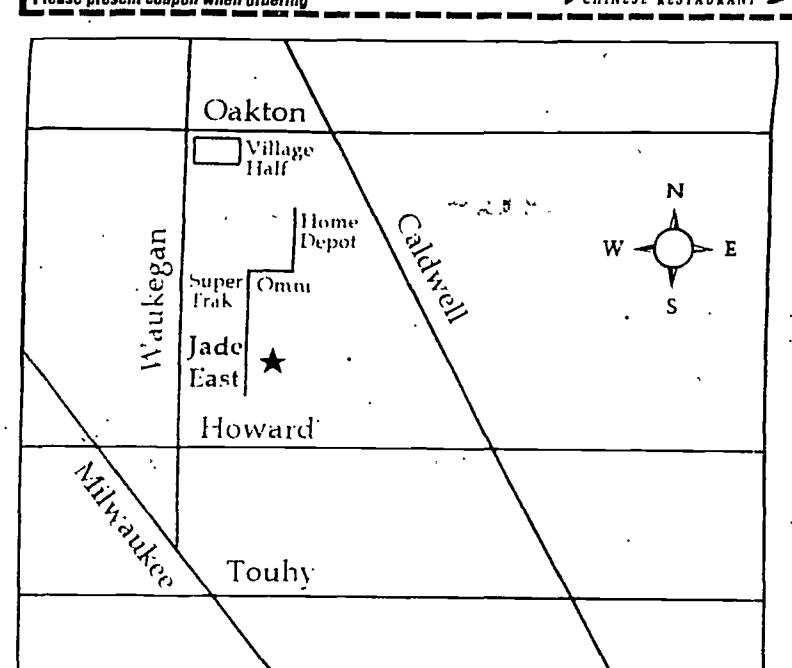 Please present coupon when ordering
CHINESE RESTAURANT
Oakton
Village
Half
Home
Depot
N
W E
S
Caldwell
Waukegan
Super
Trak
Omni
Jade
East
Howard
Milwaukee
Touhy